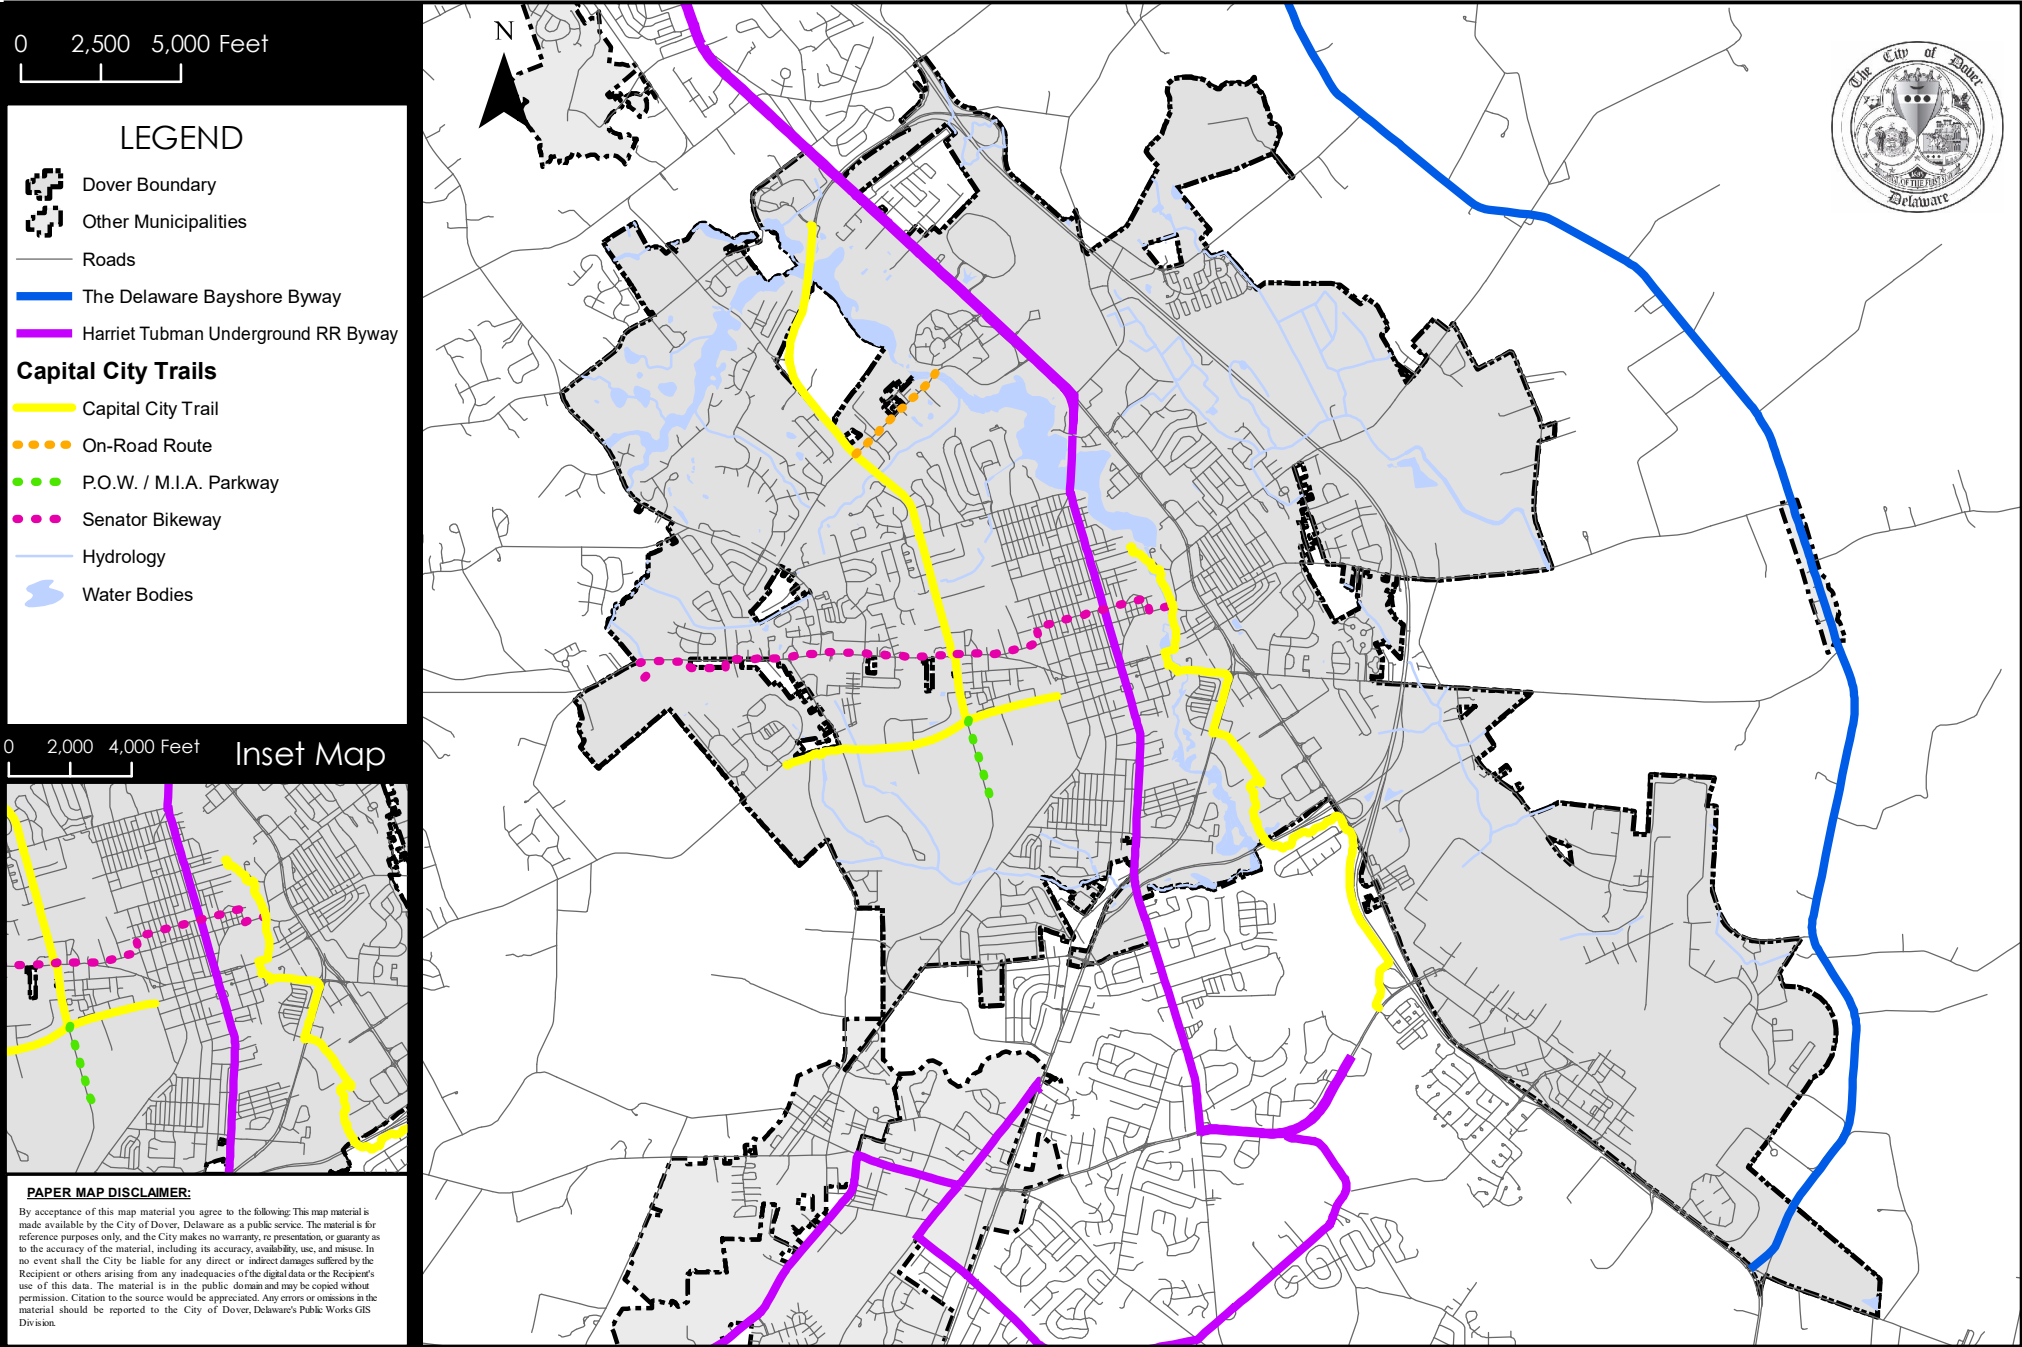 0 2,500 5,000 Feet
LEGEND
Dover Boundary
Other Municipalities
Roads
The Delaware Bayshore Byway
Harriet Tubman Underground RR Byway
Capital City Trails
Capital City Trail
On-Road Route
P.O.W. / M.I.A. Parkway
Senator Bikeway
Hydrology
Water Bodies
0 2,000 4,000 Feet
Inset Map
PAPER MAP DISCLAIMER:
By acceptance of this map material you agree to the following: This map material is
made available by the City of Dover, Delaware as a public service. The material is for
reference purposes only, and the City makes no warranty, re presentation, or guaranty as
to the accuracy of the material, including its accuracy, availability, use, and misuse. In
no event shall the City be liable for any direct or indirect damages suffered by the
Recipient or others arising from any inadequacies of the digital data or the Recipient's
use of this data. The material is in the public domain and may be copied without
permission. Citation to the source would be appreciated. Any errors or omissions in the
material should be reported to the City of Dover, Delaware's Public Works GIS
Division.
N
The City of Dover
Delaware